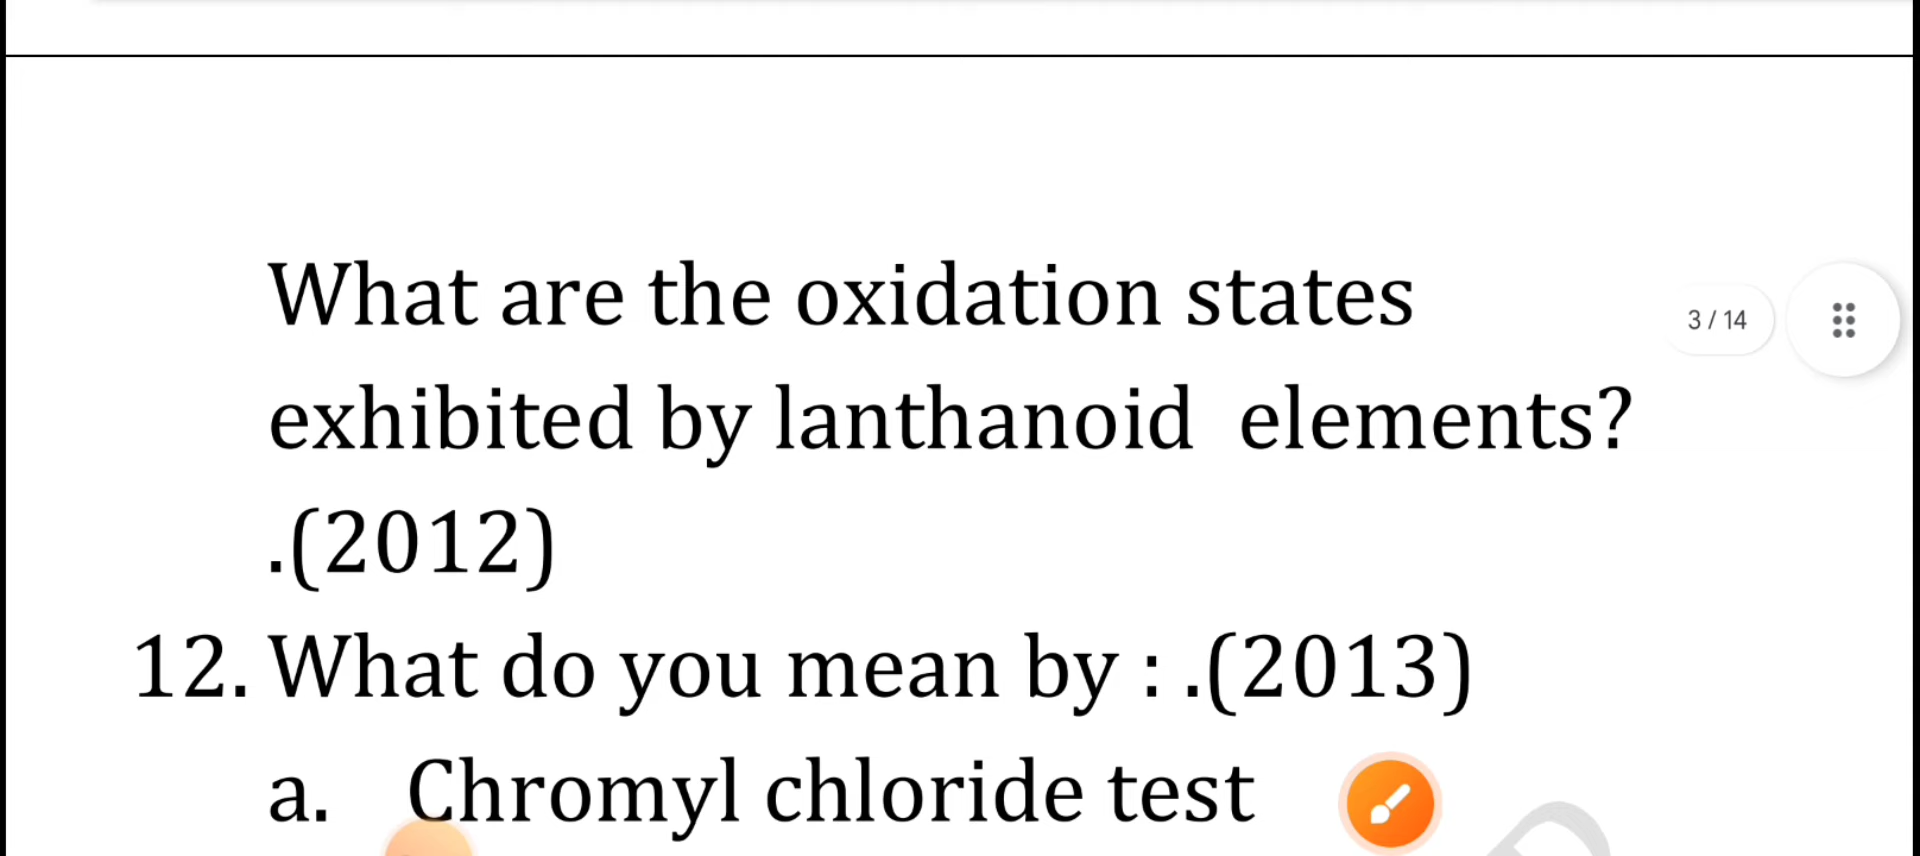 What are the oxidation states
3 / 14
exhibited by lanthanoid  elements?
.(2012)
12. What do you mean by : .(2013)
a. Chromyl chloride test